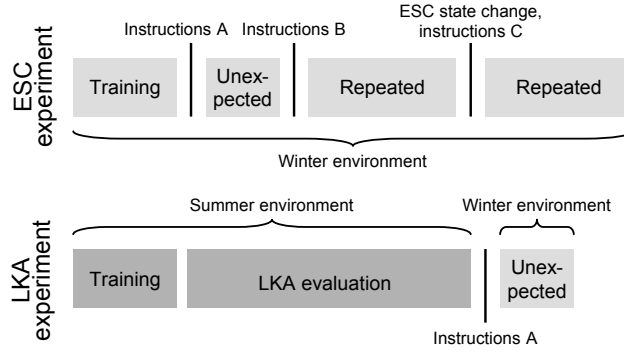 ESC state change,
Instructions A
Instructions B
instructions C
ESC
experiment
Training
Unex-
pected
Repeated
Repeated
Winter environment
Summer environment
Winter environment
LKA
experiment
Training
LKA evaluation
Unex-
pected
Instructions A